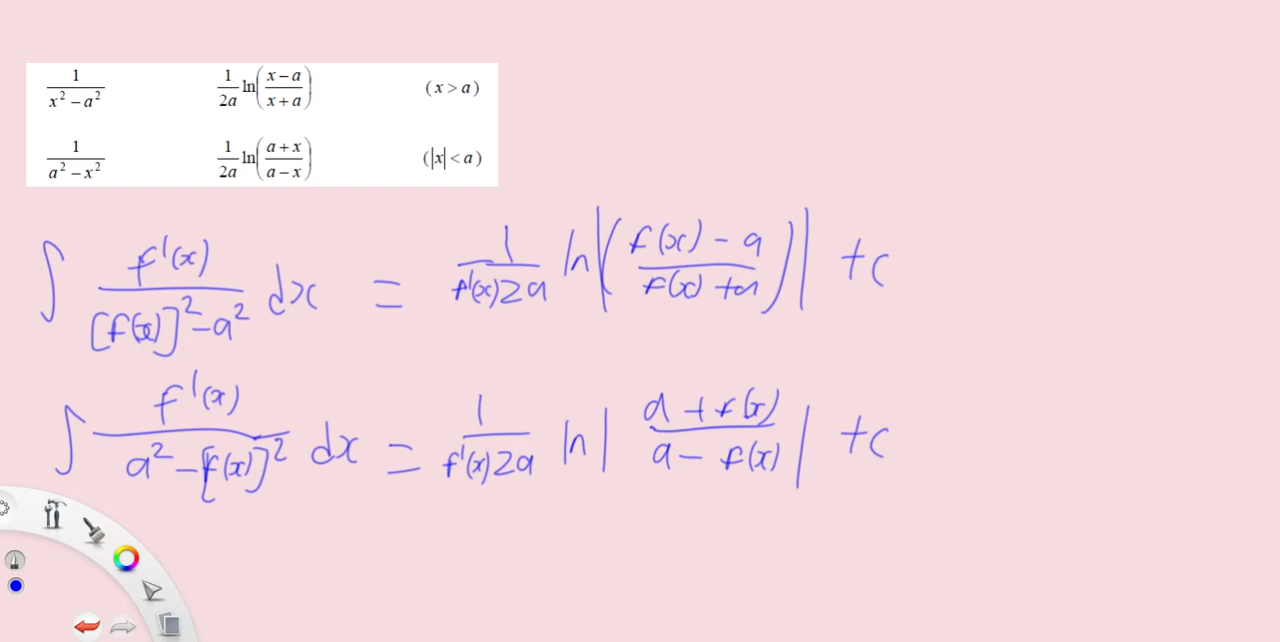 1/(x² − a²)    1/(2a) ln((x − a)/(x + a))    (x > a)
1/(a² − x²)    1/(2a) ln((a + x)/(a − x))    (|x| < a)
∫ f'(x)/([f(x)]² − a²) dx = 1/(f'(x)2a) ln|((f(x) − a)/(f(x) + a))| + c
∫ f'(x)/(a² − [f(x)]²) dx = 1/(f'(x)2a) ln|(a + f(x))/(a − f(x))| + c